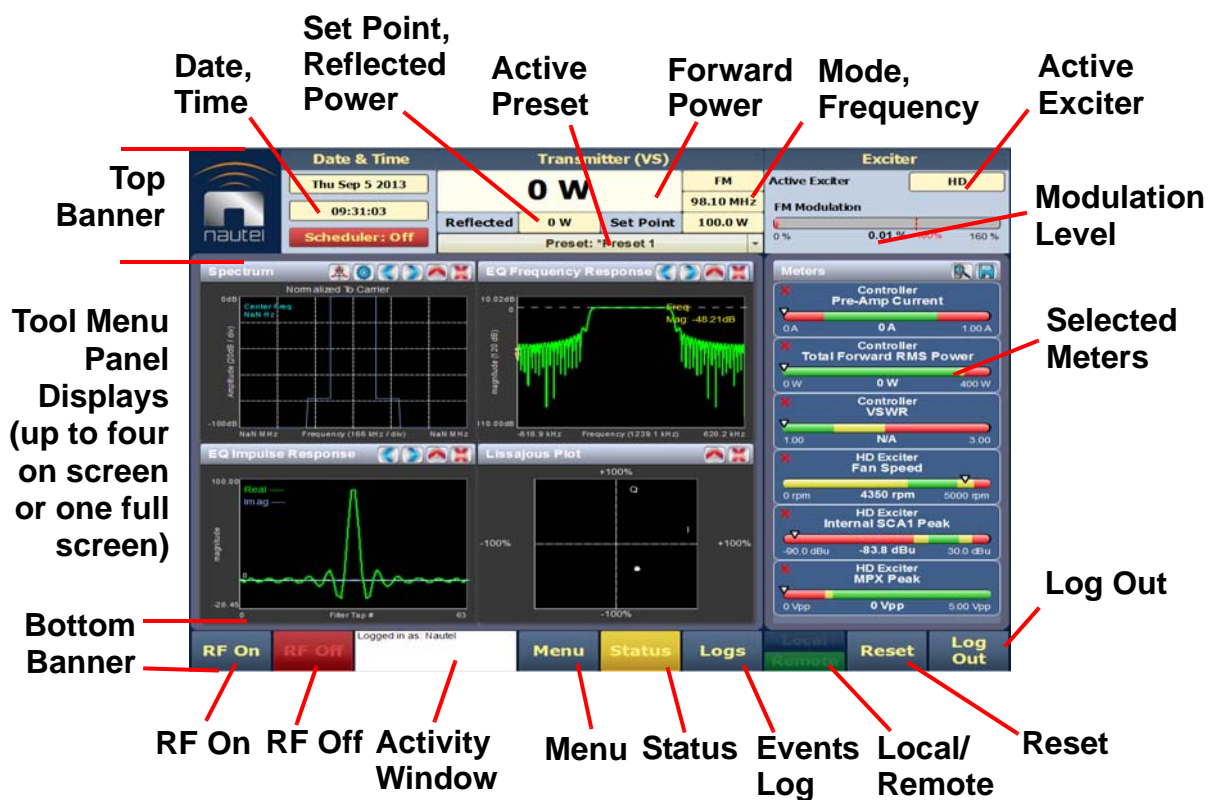 Set Point,
Reflected
Power
Date,
Time
Active
Preset
Forward
Power
Mode,
Frequency
Active
Exciter
Top
Banner
Modulation
Level
Tool Menu
Panel
Displays
(up to four
on screen
or one full
screen)
Selected
Meters
Bottom
Banner
Log Out
nautel
Date & Time
Thu Sep 5 2013
09:31:03
Scheduler: Off
Transmitter (VS)
0 W
FM
98.10 MHz
Reflected 0 W Set Point 100.0 W
Preset: *Preset 1
Exciter
Active Exciter HD
FM Modulation
0 % 0.01 % 100% 160 %
Spectrum
Normalized To Carrier
0dB
Center Freq
NaN Hz
Amplitude (20dB / div)
-100dB
NaN MHz Frequency (166 kHz / div) NaN MHz
EQ Frequency Response
10.02dB
0
Freq
Mag: -48.21dB
magnitude (120 dB)
110.00dB
-618.9 kHz Frequency (1239.1 kHz) 620.2 kHz
EQ Impulse Response
100.00
Real
Imag
magnitude
0
-26.45
0 Filter Tap # 63
Lissajous Plot
+100%
Q
I
-100% +100%
-100%
Meters
Controller
Pre-Amp Current
0 A 0 A 1.00 A
Controller
Total Forward RMS Power
0 W 0 W 400 W
Controller
VSWR
1.00 N/A 3.00
HD Exciter
Fan Speed
0 rpm 4350 rpm 5000 rpm
HD Exciter
Internal SCA1 Peak
-90.0 dBu -83.8 dBu 30.0 dBu
HD Exciter
MPX Peak
0 Vpp 0 Vpp 5.00 Vpp
RF On
RF Off
Logged in as: Nautel
Menu
Status
Logs
Local
Remote
Reset
Log
Out
RF On
RF Off
Activity
Window
Menu
Status
Events
Log
Local/
Remote
Reset